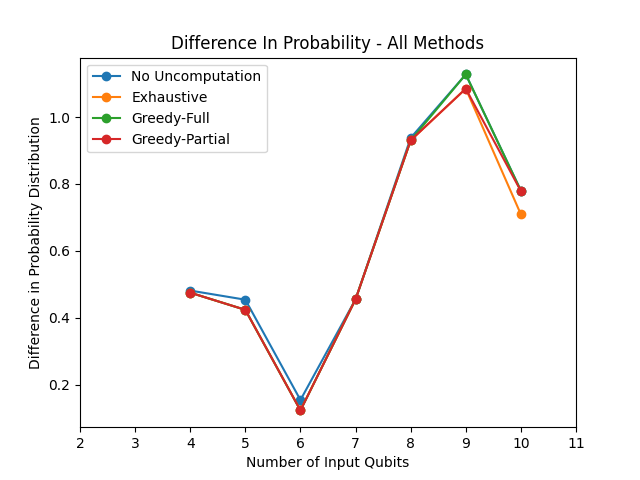 Difference In Probability - All Methods
No Uncomputation
Exhaustive
Greedy-Full
Greedy-Partial
Difference in Probability Distribution
1.0
0.8
0.6
0.4
0.2
2 3 4 5 6 7 8 9 10 11
Number of Input Qubits